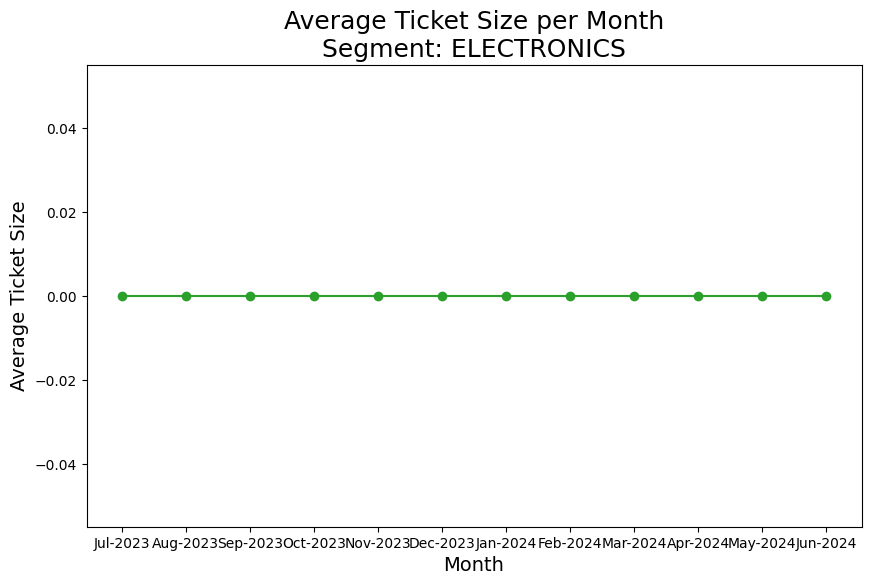 Average Ticket Size per Month
Segment: ELECTRONICS
Average Ticket Size
0.04
0.02
0.00
−0.02
−0.04
Jul-2023 Aug-2023 Sep-2023 Oct-2023 Nov-2023 Dec-2023 Jan-2024 Feb-2024 Mar-2024 Apr-2024 May-2024 Jun-2024
Month